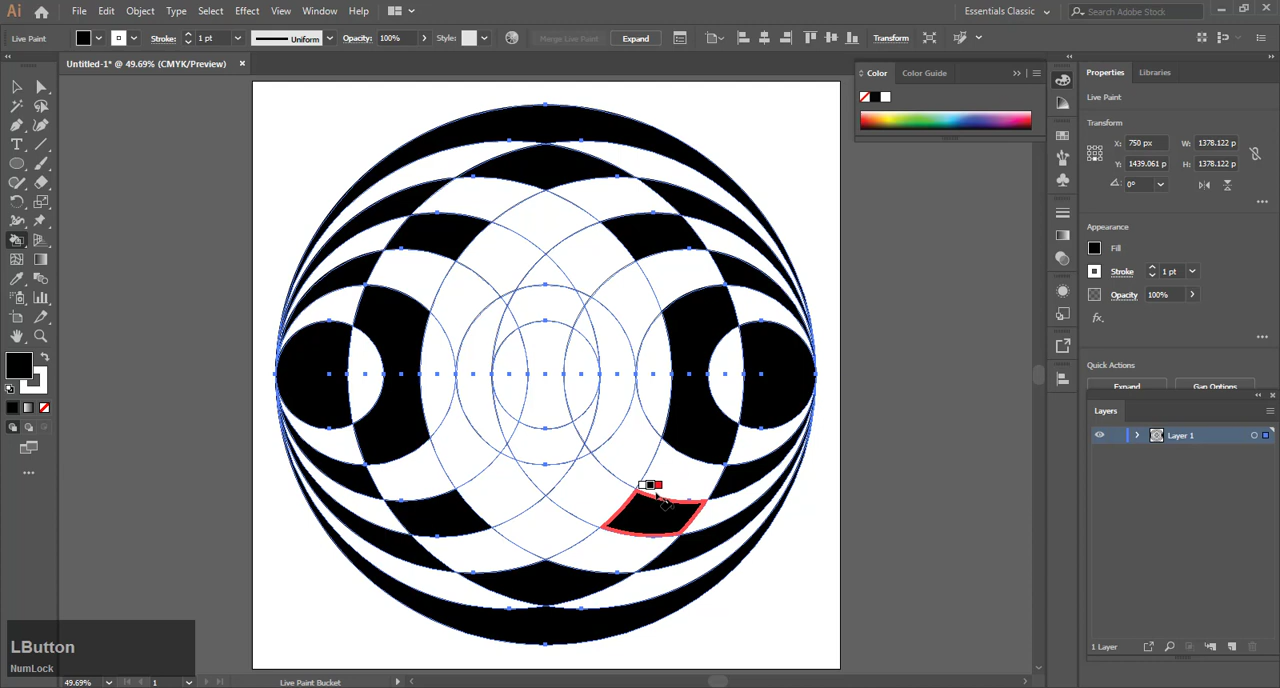 Ai File Edit Object Type Select Effect View Window Help Essentials Classic Search Adobe Stock
Live Paint Stroke: 1 pt Uniform Opacity: 100% Style: Merge Live Paint Expand Transform
Untitled-1* @ 49.69% (CMYK/Preview) ×
Color Color Guide
Properties Libraries
Live Paint
Transform
X: 750 px W: 1378.122 p
Y: 1439.061 p H: 1378.122 p
0°
Appearance
Fill
Stroke 1 pt
Opacity 100%
fx.
Quick Actions
Expand Gap Options
Layers
Layer 1
LButton
NumLock
1 Layer
49.69% 1 Live Paint Bucket